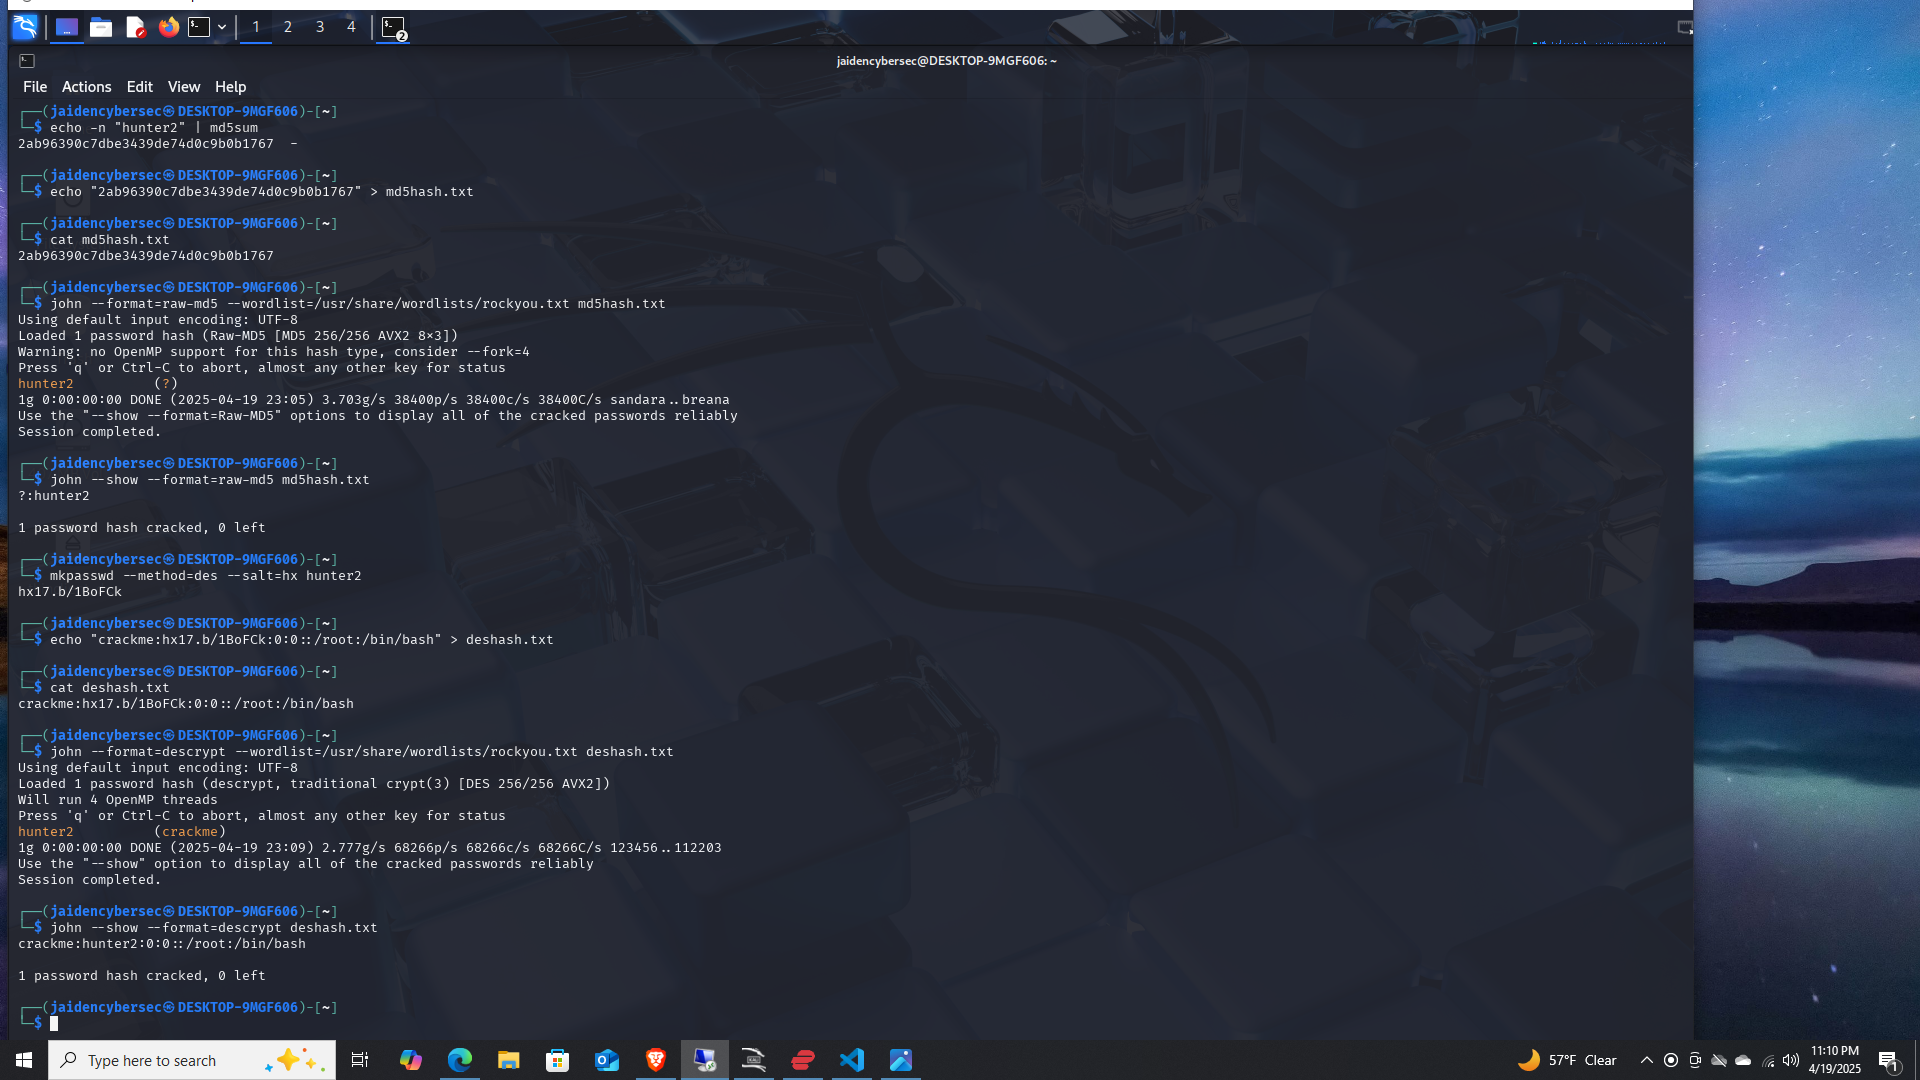 1 2 3 4
2
jaidencybersec@DESKTOP-9MGF606: ~
File Actions Edit View Help
┌──(jaidencybersec㉿DESKTOP-9MGF606)-[~]
└─$ echo -n "hunter2" | md5sum
2ab96390c7dbe3439de74d0c9b0b1767  -
┌──(jaidencybersec㉿DESKTOP-9MGF606)-[~]
└─$ echo "2ab96390c7dbe3439de74d0c9b0b1767" > md5hash.txt
┌──(jaidencybersec㉿DESKTOP-9MGF606)-[~]
└─$ cat md5hash.txt
2ab96390c7dbe3439de74d0c9b0b1767
┌──(jaidencybersec㉿DESKTOP-9MGF606)-[~]
└─$ john --format=raw-md5 --wordlist=/usr/share/wordlists/rockyou.txt md5hash.txt
Using default input encoding: UTF-8
Loaded 1 password hash (Raw-MD5 [MD5 256/256 AVX2 8×3])
Warning: no OpenMP support for this hash type, consider --fork=4
Press 'q' or Ctrl-C to abort, almost any other key for status
hunter2          (?)
1g 0:00:00:00 DONE (2025-04-19 23:05) 3.703g/s 38400p/s 38400c/s 38400C/s sandara..breana
Use the "--show --format=Raw-MD5" options to display all of the cracked passwords reliably
Session completed.
┌──(jaidencybersec㉿DESKTOP-9MGF606)-[~]
└─$ john --show --format=raw-md5 md5hash.txt
?:hunter2
1 password hash cracked, 0 left
┌──(jaidencybersec㉿DESKTOP-9MGF606)-[~]
└─$ mkpasswd --method=des --salt=hx hunter2
hx17.b/1BoFCk
┌──(jaidencybersec㉿DESKTOP-9MGF606)-[~]
└─$ echo "crackme:hx17.b/1BoFCk:0:0::/root:/bin/bash" > deshash.txt
┌──(jaidencybersec㉿DESKTOP-9MGF606)-[~]
└─$ cat deshash.txt
crackme:hx17.b/1BoFCk:0:0::/root:/bin/bash
┌──(jaidencybersec㉿DESKTOP-9MGF606)-[~]
└─$ john --format=descrypt --wordlist=/usr/share/wordlists/rockyou.txt deshash.txt
Using default input encoding: UTF-8
Loaded 1 password hash (descrypt, traditional crypt(3) [DES 256/256 AVX2])
Will run 4 OpenMP threads
Press 'q' or Ctrl-C to abort, almost any other key for status
hunter2          (crackme)
1g 0:00:00:00 DONE (2025-04-19 23:09) 2.777g/s 68266p/s 68266c/s 68266C/s 123456..112203
Use the "--show" option to display all of the cracked passwords reliably
Session completed.
┌──(jaidencybersec㉿DESKTOP-9MGF606)-[~]
└─$ john --show --format=descrypt deshash.txt
crackme:hunter2:0:0::/root:/bin/bash
1 password hash cracked, 0 left
┌──(jaidencybersec㉿DESKTOP-9MGF606)-[~]
└─$
Type here to search
57°F Clear
11:10 PM
4/19/2025
1